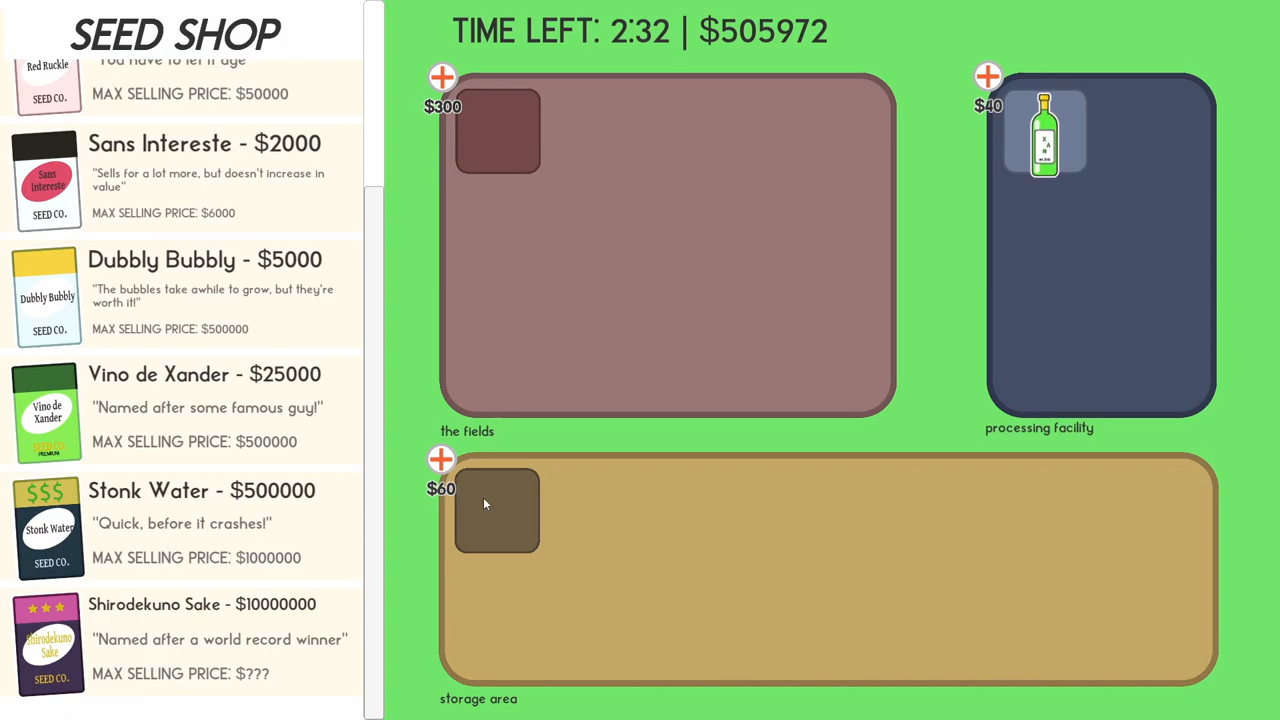 SEED SHOP
TIME LEFT: 2:32 | $505972
Red Ruckle
SEED CO.
"You have to let it age"
MAX SELLING PRICE: $50000
Sans
Intereste
SEED CO.
Sans Intereste - $2000
"Sells for a lot more, but doesn't increase in
value"
MAX SELLING PRICE: $6000
Dubbly Bubbly
SEED CO.
Dubbly Bubbly - $5000
"The bubbles take awhile to grow, but they're
worth it!"
MAX SELLING PRICE: $500000
Vino de
Xander
SEED CO.
PREMIUM
Vino de Xander - $25000
"Named after some famous guy!"
MAX SELLING PRICE: $500000
$$$
Stonk Water
SEED CO.
Stonk Water - $500000
"Quick, before it crashes!"
MAX SELLING PRICE: $1000000
Shirodekuno
Sake
SEED CO.
Shirodekuno Sake - $10000000
"Named after a world record winner"
MAX SELLING PRICE: $???
$300
the fields
$40
X
A
N
processing facility
$60
storage area